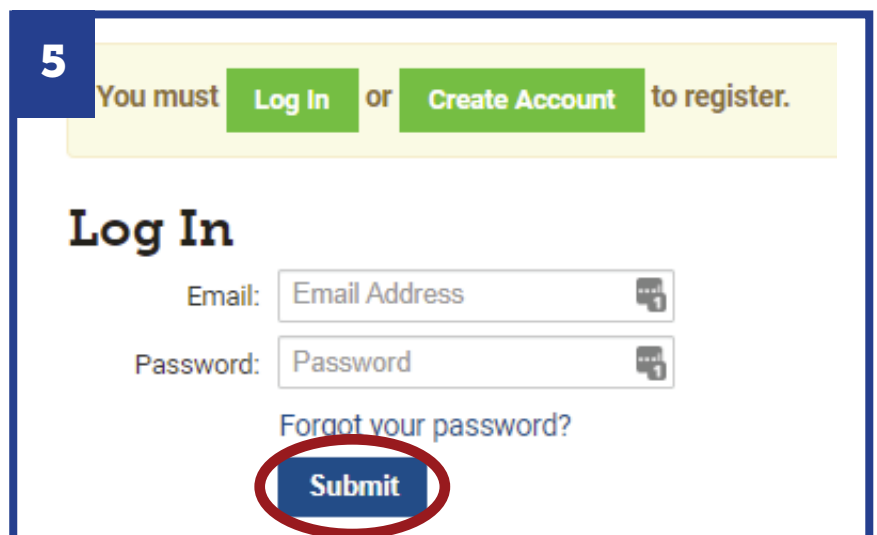 5
You must Log In or Create Account to register.
Log In
Email: Email Address
Password: Password
Forgot your password?
Submit